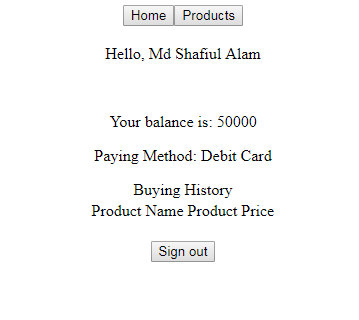 Home Products
Hello, Md Shafiul Alam
Your balance is: 50000
Paying Method: Debit Card
Buying History
Product Name Product Price
Sign out